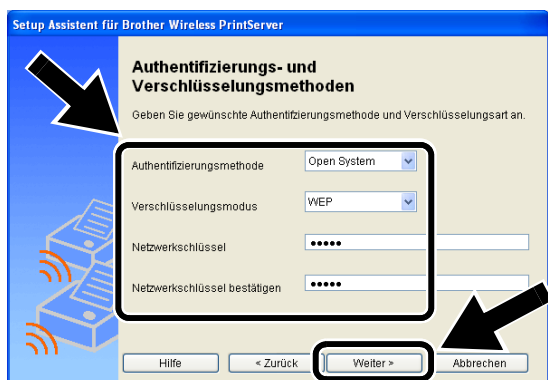 Setup Assistent für Brother Wireless PrintServer
Authentifizierungs- und
Verschlüsselungsmethoden
Geben Sie gewünschte Authentifizierungsmethode und Verschlüsselungsart an.
Authentifizierungsmethode Open System
Verschlüsselungsmodus WEP
Netzwerkschlüssel •••••
Netzwerkschlüssel bestätigen •••••
Hilfe < Zurück Weiter > Abbrechen